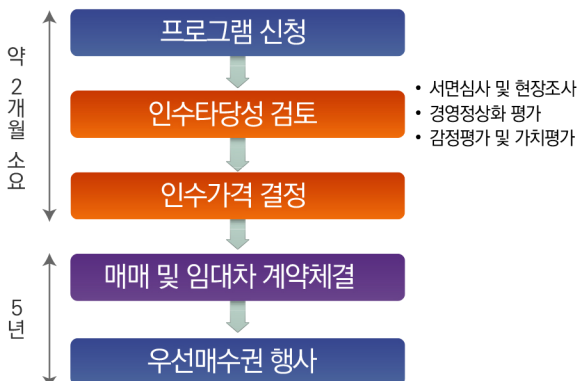 약 2개월 소요
프로그램 신청
인수타당성 검토
• 서면심사 및 현장조사
• 경영정상화 평가
• 감정평가 및 가치평가
인수가격 결정
5년
매매 및 임대차 계약체결
우선매수권 행사